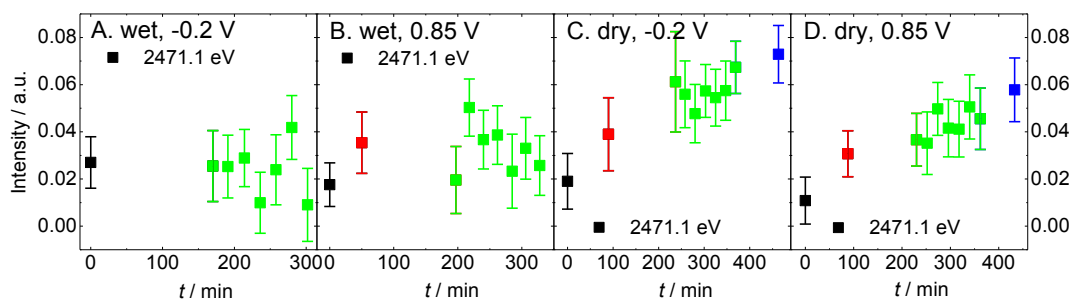 A. wet, -0.2 V
B. wet, 0.85 V
C. dry, -0.2 V
D. dry, 0.85 V
2471.1 eV
2471.1 eV
2471.1 eV
2471.1 eV
Intensity / a.u.
0.08
0.06
0.04
0.02
0.00
0.08
0.06
0.04
0.02
0.00
0 100 200 300
0 100 200 300
0 100 200 300 400
0 100 200 300 400
t / min
t / min
t / min
t / min